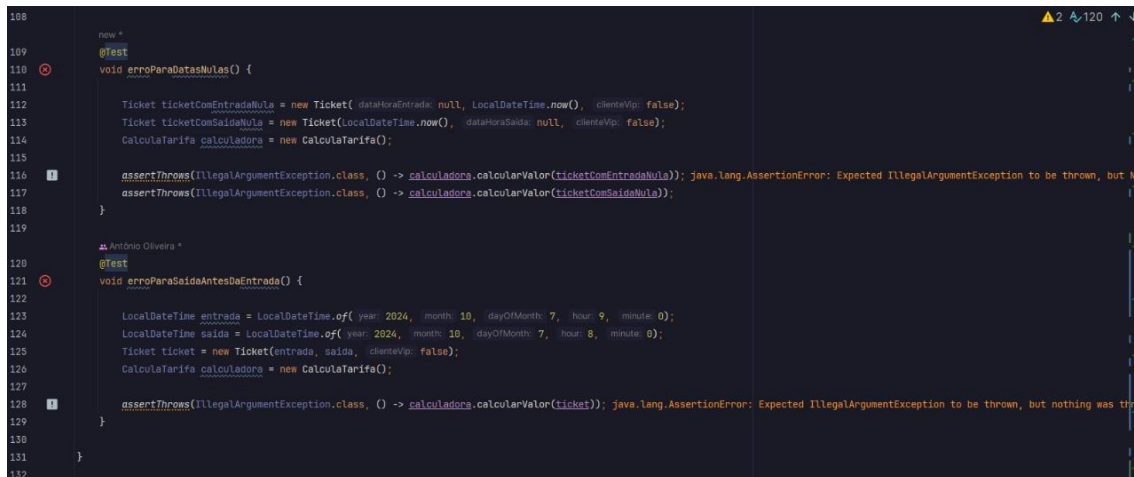 108
2 120
new *
109 @Test
110 void erroParaDatasNulas() {
111
112 Ticket ticketComEntradaNula = new Ticket( dataHoraEntrada: null, LocalDateTime.now(), clienteVip: false);
113 Ticket ticketComSaidaNula = new Ticket(LocalDateTime.now(), dataHoraSaida: null, clienteVip: false);
114 CalculaTarifa calculadora = new CalculaTarifa();
115
116 assertThrows(IllegalArgumentException.class, () -> calculadora.calcularValor(ticketComEntradaNula)); java.lang.AssertionError: Expected IllegalArgumentException to be thrown, but N
117 assertThrows(IllegalArgumentException.class, () -> calculadora.calcularValor(ticketComSaidaNula));
118 }
119
Antônio Oliveira *
120 @Test
121 void erroParaSaidaAntesDaEntrada() {
122
123 LocalDateTime entrada = LocalDateTime.of( year: 2024, month: 10, dayOfMonth: 7, hour: 9, minute: 0);
124 LocalDateTime saida = LocalDateTime.of( year: 2024, month: 10, dayOfMonth: 7, hour: 8, minute: 0);
125 Ticket ticket = new Ticket(entrada, saida, clienteVip: false);
126 CalculaTarifa calculadora = new CalculaTarifa();
127
128 assertThrows(IllegalArgumentException.class, () -> calculadora.calcularValor(ticket)); java.lang.AssertionError: Expected IllegalArgumentException to be thrown, but nothing was thr
129 }
130
131 }
132